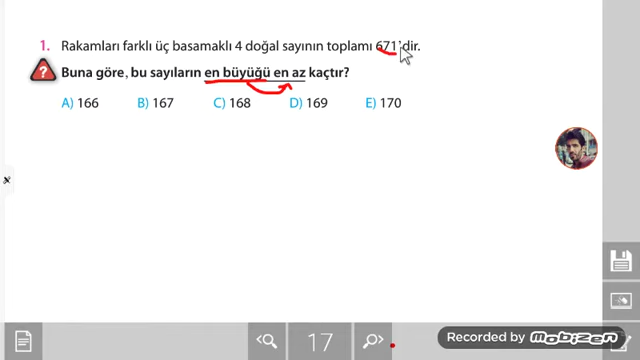 1. Rakamları farklı üç basamaklı 4 doğal sayının toplamı 671'dir.
? Buna göre, bu sayıların en büyüğü en az kaçtır?
A) 166 B) 167 C) 168 D) 169 E) 170
17
Recorded by Mobizen